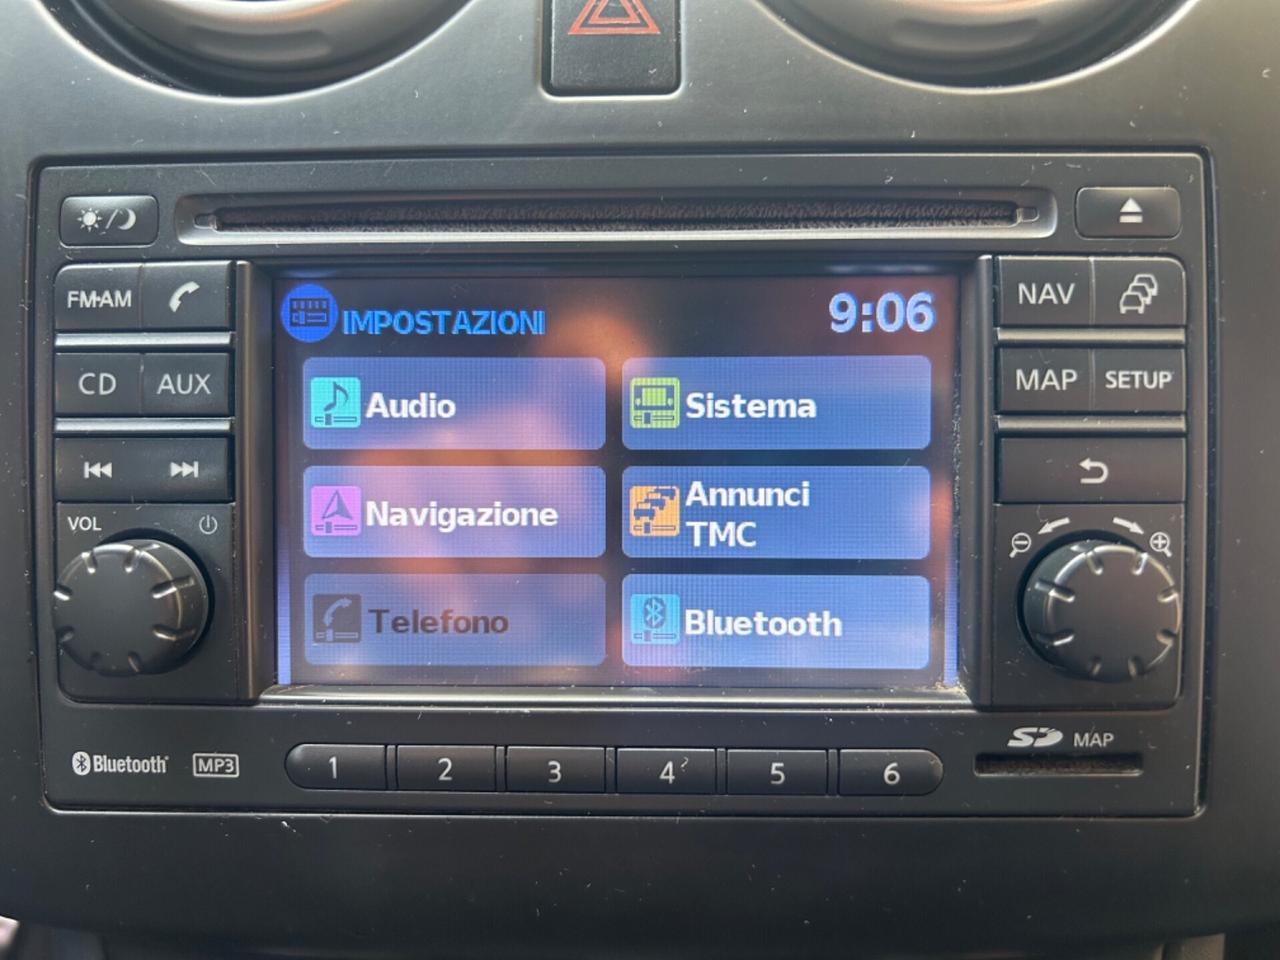 FM•AM
CD
AUX
VOL
IMPOSTAZIONI
9:06
Audio
Sistema
Navigazione
Annunci
TMC
Telefono
Bluetooth
NAV
MAP
SETUP
Bluetooth
MP3
1
2
3
4
5
6
SD MAP